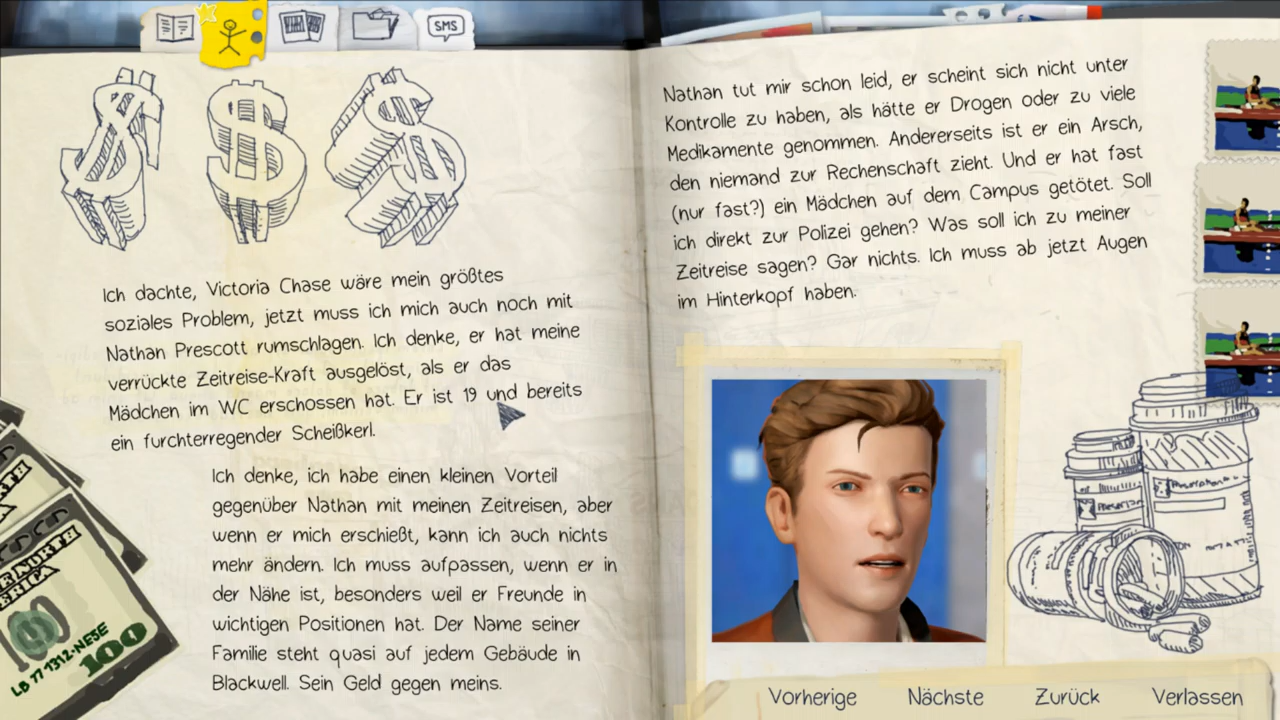 SMS
Ich dachte, Victoria Chase wäre mein größtes
soziales Problem, jetzt muss ich mich auch noch mit
Nathan Prescott rumschlagen. Ich denke, er hat meine
verrückte Zeitreise-Kraft ausgelöst, als er das
Mädchen im WC erschossen hat. Er ist 19 und bereits
ein furchterregender Scheißkerl.
Ich denke, ich habe einen kleinen Vorteil
gegenüber Nathan mit meinen Zeitreisen, aber
wenn er mich erschießt, kann ich auch nichts
mehr ändern. Ich muss aufpassen, wenn er in
der Nähe ist, besonders weil er Freunde in
wichtigen Positionen hat. Der Name seiner
Familie steht quasi auf jedem Gebäude in
Blackwell. Sein Geld gegen meins.
LB 77 1312-NESE
100
Nathan tut mir schon leid, er scheint sich nicht unter
Kontrolle zu haben, als hätte er Drogen oder zu viele
Medikamente genommen. Andererseits ist er ein Arsch,
den niemand zur Rechenschaft zieht. Und er hat fast
(nur fast?) ein Mädchen auf dem Campus getötet. Soll
ich direkt zur Polizei gehen? Was soll ich zu meiner
Zeitreise sagen? Gar nichts. Ich muss ab jetzt Augen
im Hinterkopf haben.
Vorherige Nächste Zurück Verlassen